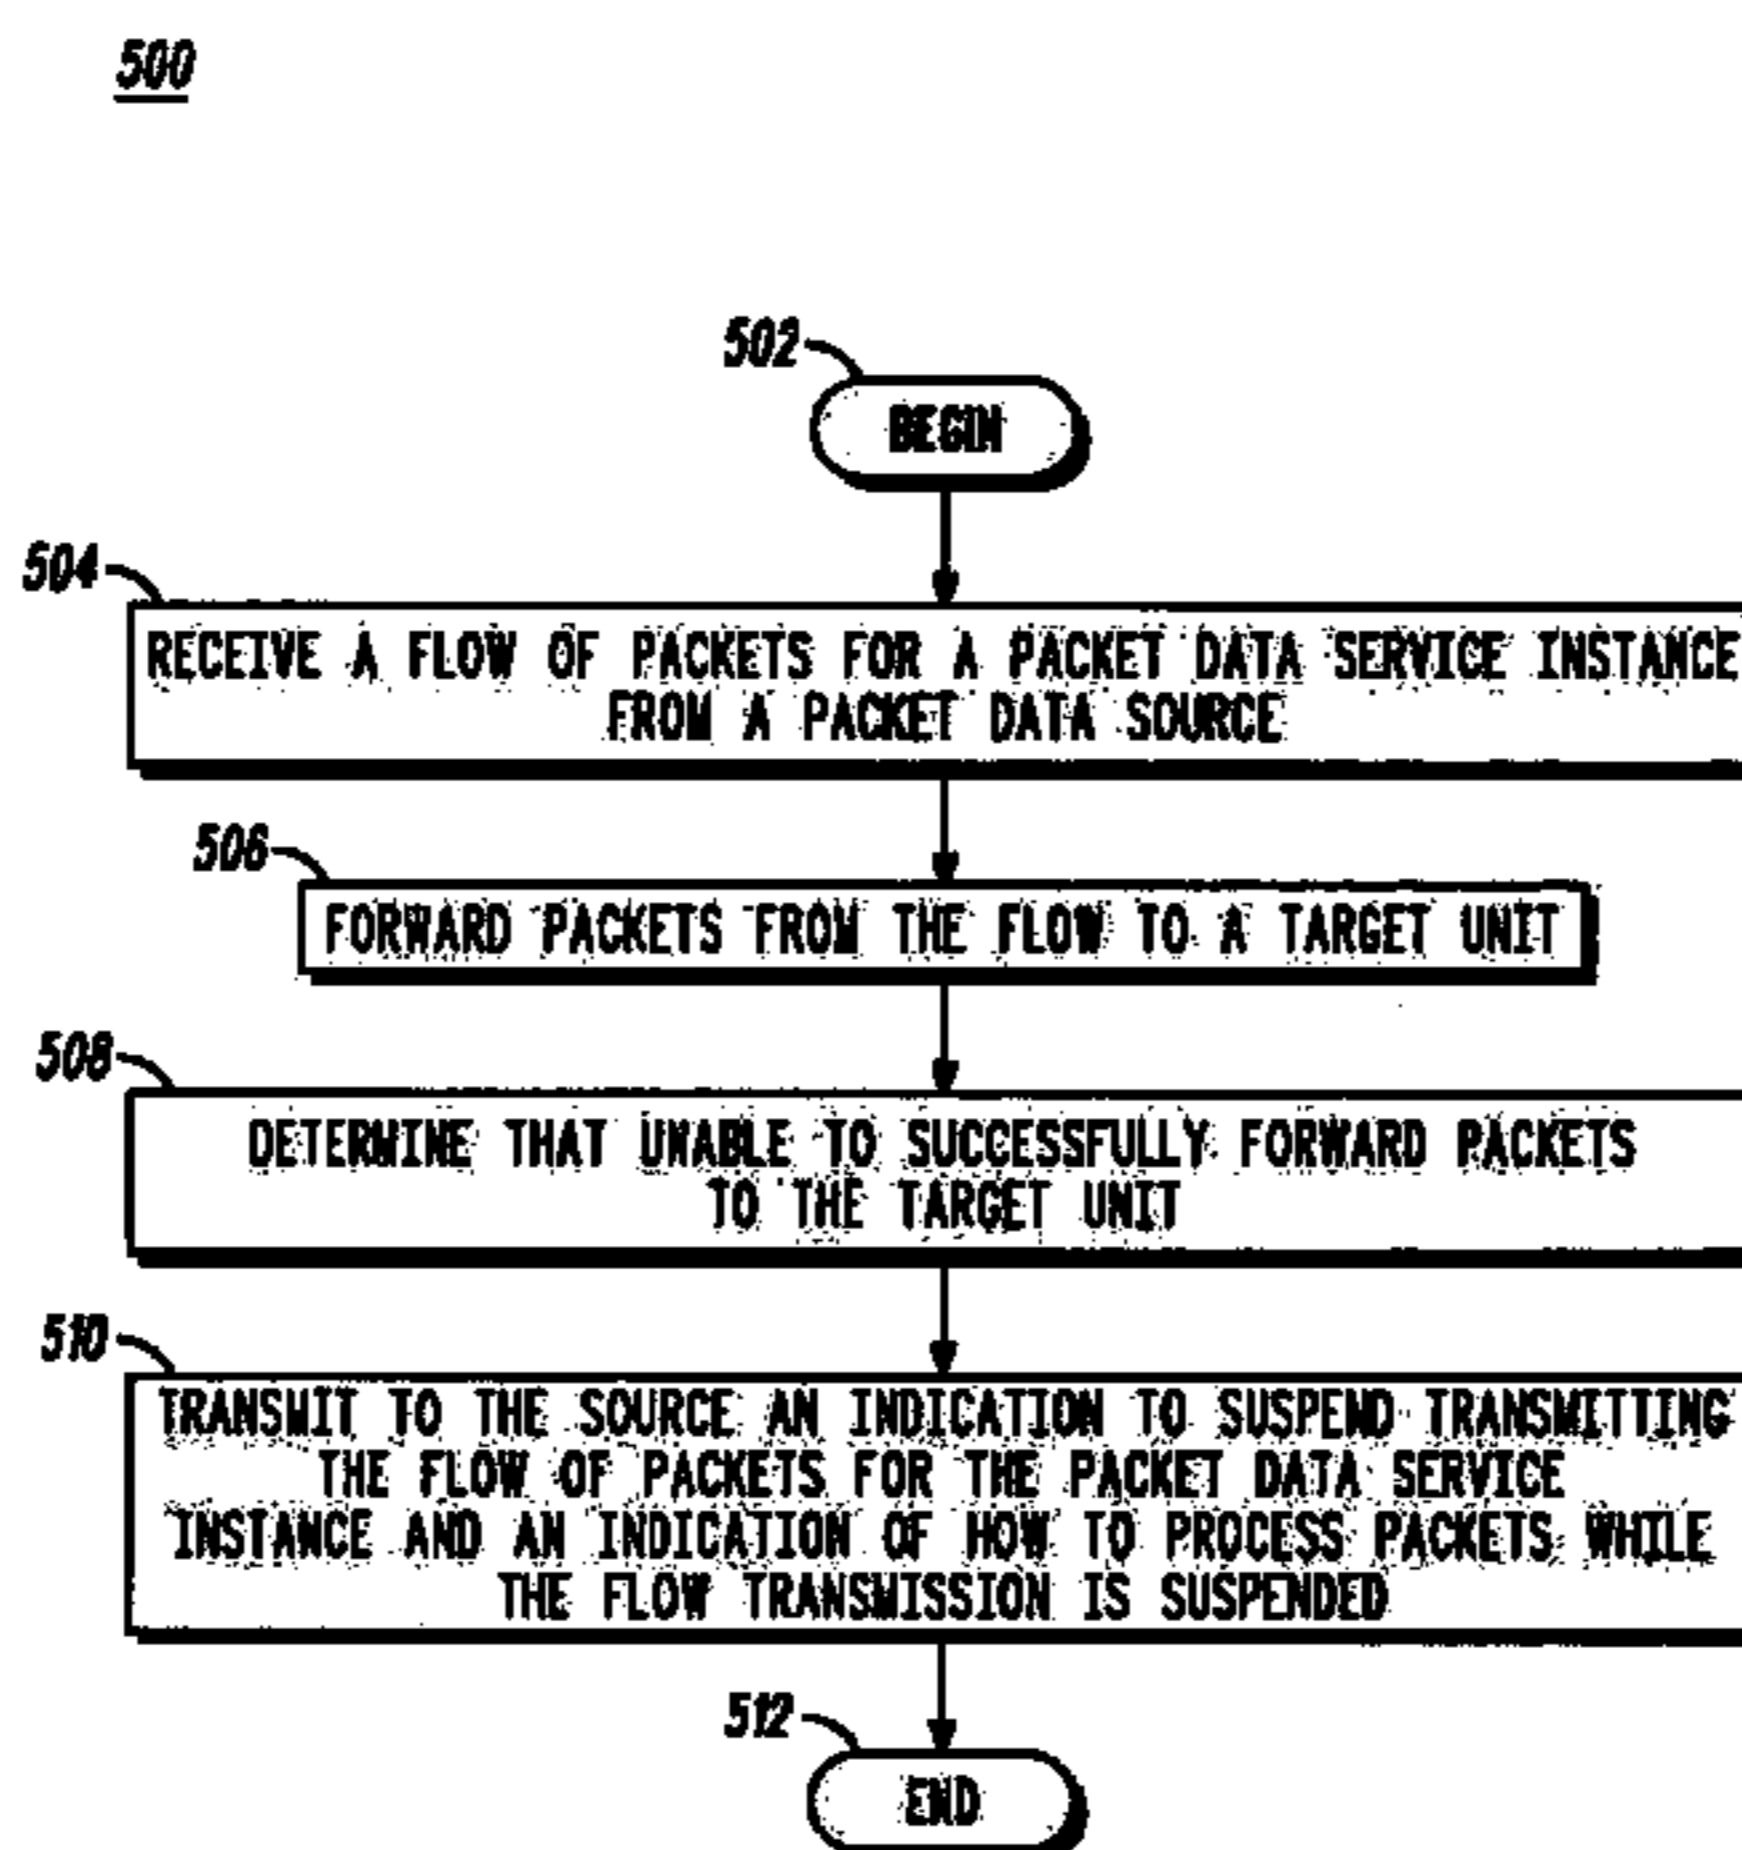 500
502
BEGIN
504
RECEIVE A FLOW OF PACKETS FOR A PACKET DATA SERVICE INSTANCE
FROM A PACKET DATA SOURCE
506
FORWARD PACKETS FROM THE FLOW TO A TARGET UNIT
508
DETERMINE THAT UNABLE TO SUCCESSFULLY FORWARD PACKETS
TO THE TARGET UNIT
510
TRANSMIT TO THE SOURCE AN INDICATION TO SUSPEND TRANSMITTING
THE FLOW OF PACKETS FOR THE PACKET DATA SERVICE
INSTANCE AND AN INDICATION OF HOW TO PROCESS PACKETS WHILE
THE FLOW TRANSMISSION IS SUSPENDED
512
END